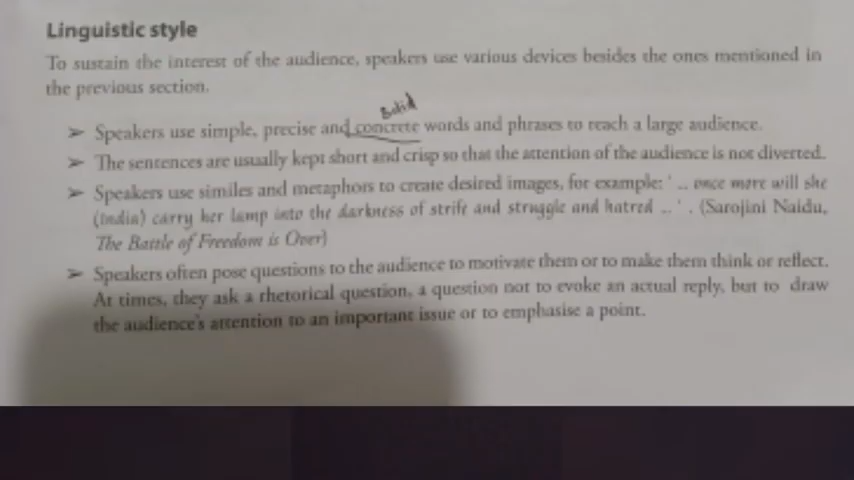 Linguistic style
To sustain the interest of the audience, speakers use various devices besides the ones mentioned in
the previous section.
Solid
➢ Speakers use simple, precise and concrete words and phrases to reach a large audience.
➢ The sentences are usually kept short and crisp so that the attention of the audience is not diverted.
➢ Speakers use similes and metaphors to create desired images, for example: ' .. once more will she
(India) carry her lamp into the darkness of strife and struggle and hatred ... ' . (Sarojini Naidu,
The Battle of Freedom is Over)
➢ Speakers often pose questions to the audience to motivate them or to make them think or reflect.
At times, they ask a rhetorical question, a question not to evoke an actual reply, but to draw
the audience's attention to an important issue or to emphasise a point.